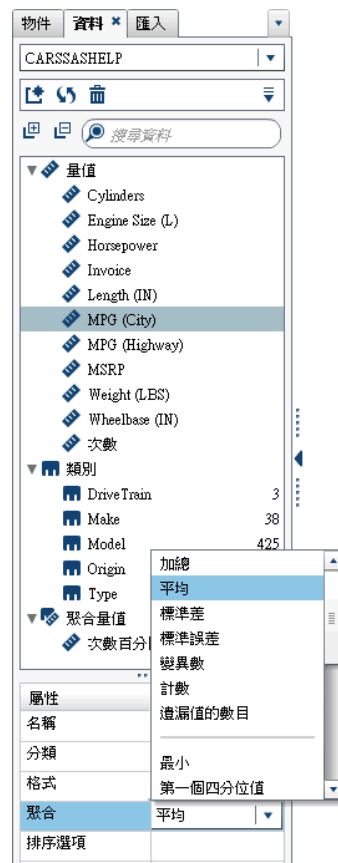 物件 資料 × 匯入
CARSSASHELP
搜尋資料
量值
Cylinders
Engine Size (L)
Horsepower
Invoice
Length (IN)
MPG (City)
MPG (Highway)
MSRP
Weight (LBS)
Wheelbase (IN)
次數
類別
DriveTrain 3
Make 38
Model 425
Origin
Type
聚合量值
次數百分
加總
平均
標準差
標準誤差
變異數
計數
遺漏值的數目
最小
第一個四分位值
屬性
名稱
分類
格式
聚合 平均
排序選項